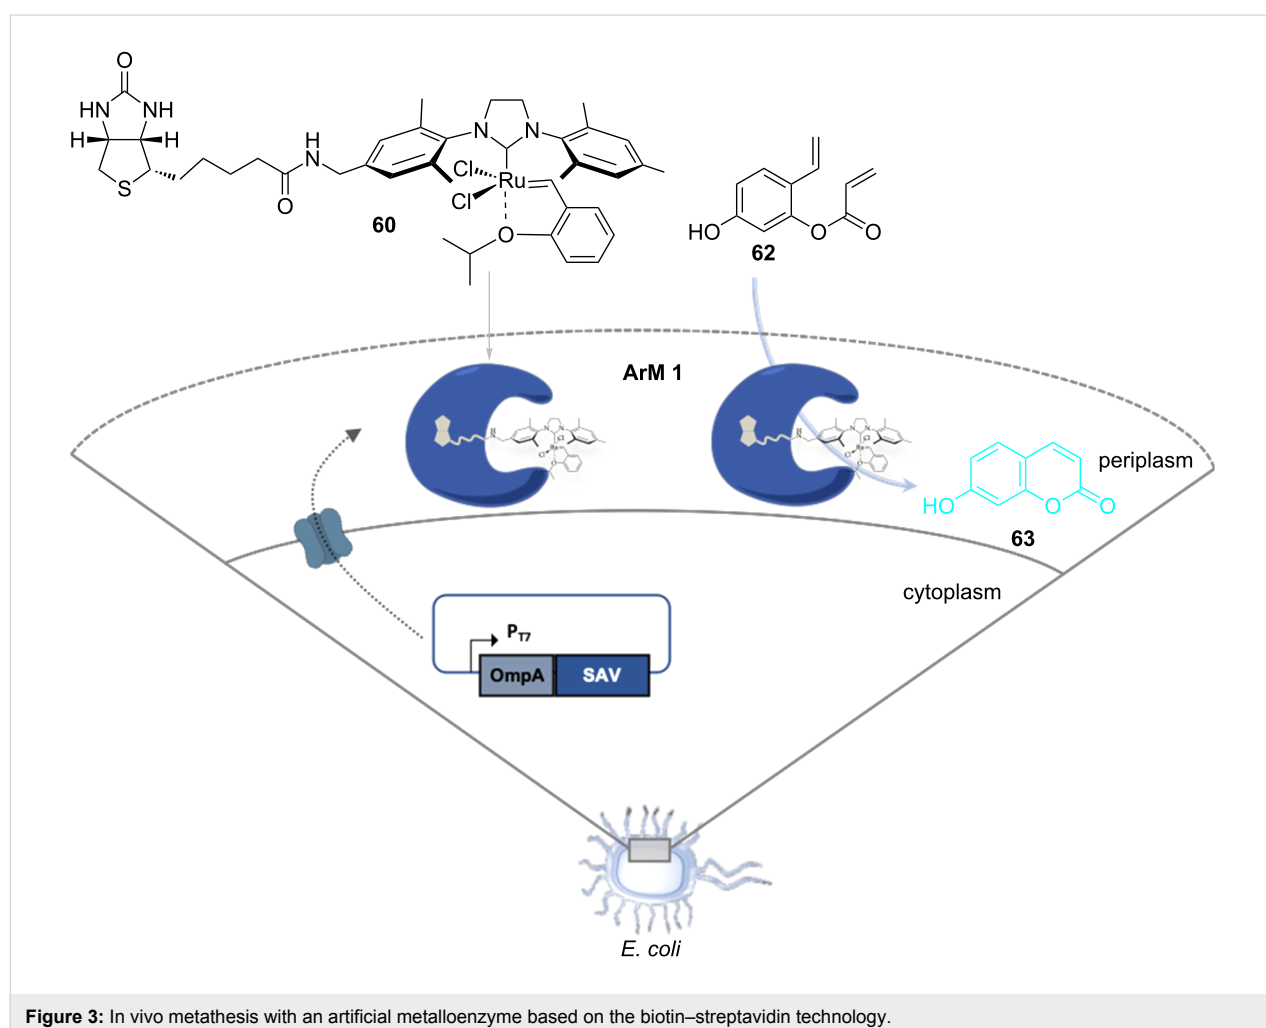 O
HN NH
H H
S
O
H
N
N N
Cl
Cl
Ru
O
60
HO
O O
62
ArM 1
periplasm
HO O O
63
cytoplasm
PT7
OmpA SAV
E. coli
Figure 3: In vivo metathesis with an artificial metalloenzyme based on the biotin–streptavidin technology.